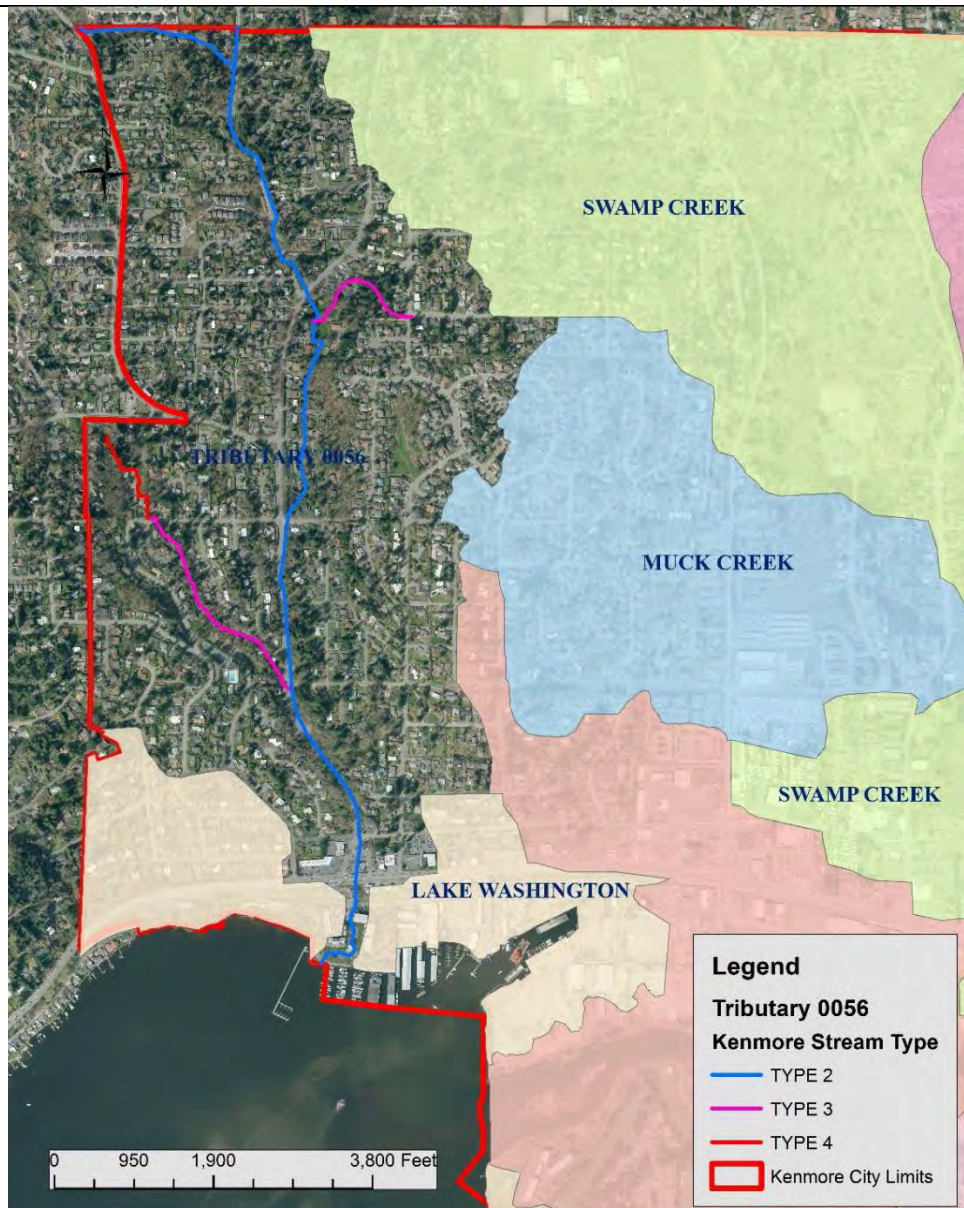 SWAMP CREEK
TRIBUTARY 0056
MUCK CREEK
SWAMP CREEK
LAKE WASHINGTON
Legend
Tributary 0056
Kenmore Stream Type
TYPE 2
TYPE 3
TYPE 4
Kenmore City Limits
0 950 1,900 3,800 Feet